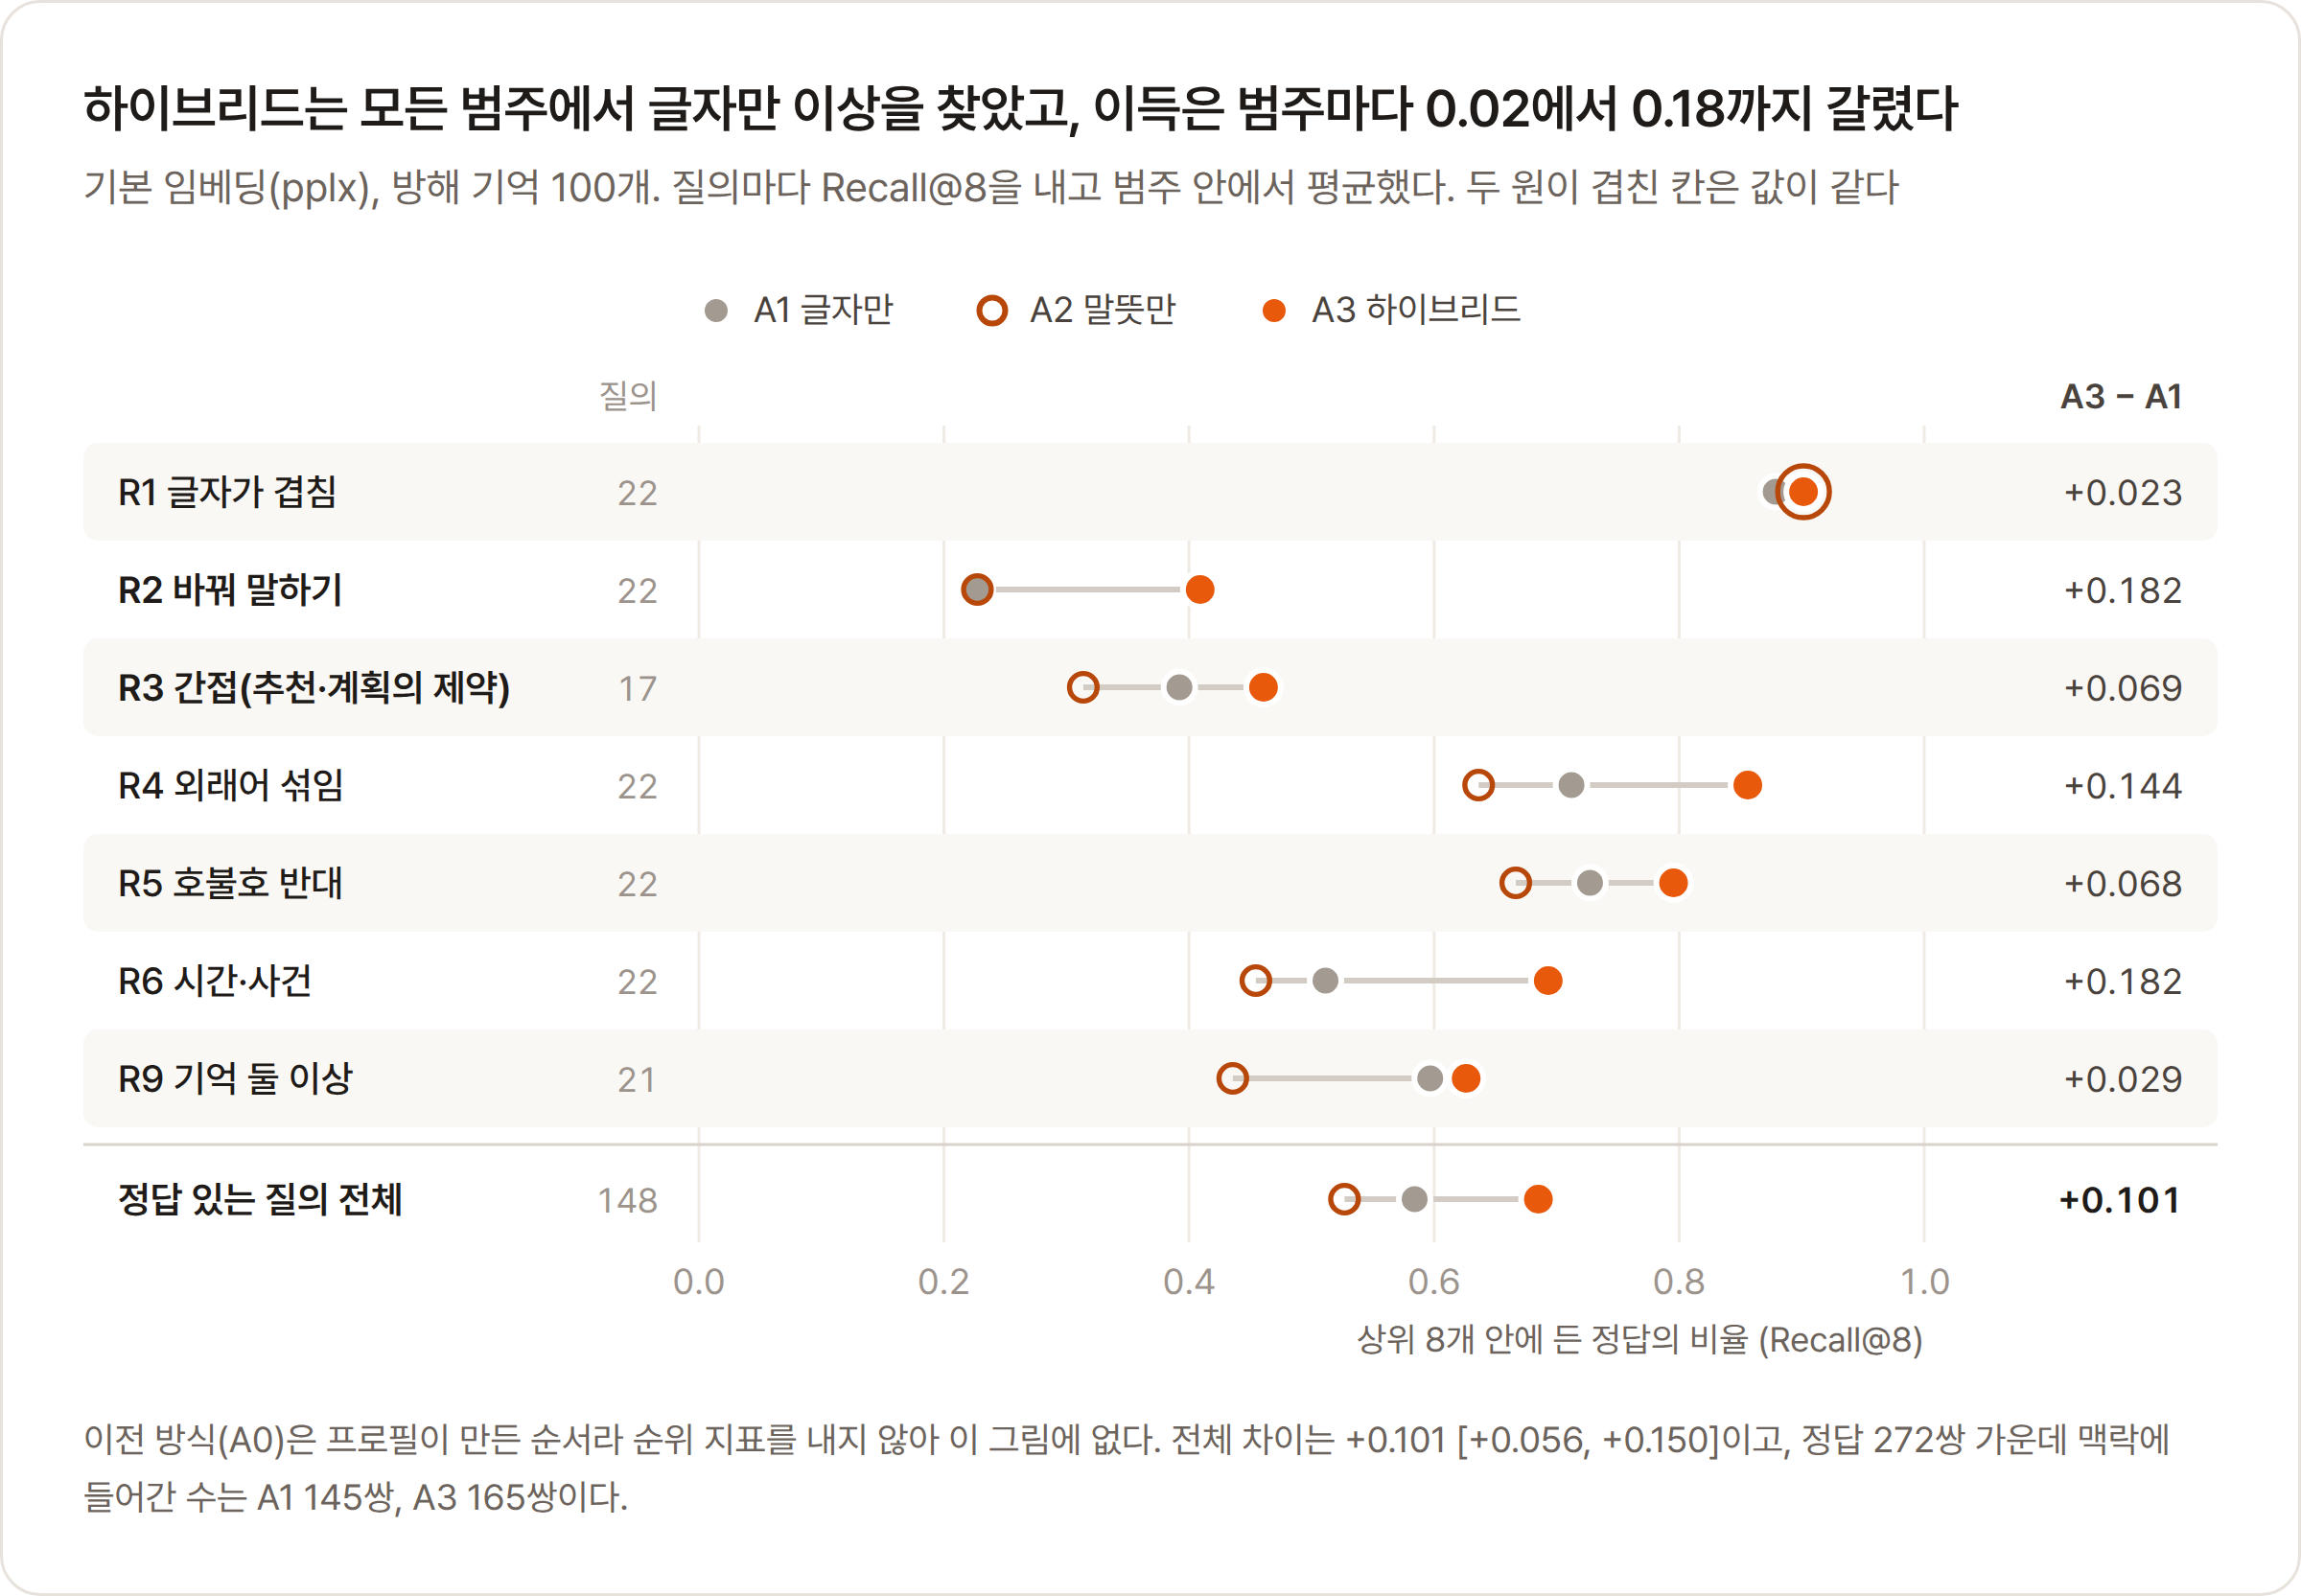 하이브리드는 모든 범주에서 글자만 이상을 찾았고, 이득은 범주마다 0.02에서 0.18까지 갈렸다
기본 임베딩(pplx), 방해 기억 100개. 질의마다 Recall@8을 내고 범주 안에서 평균했다. 두 원이 겹친 칸은 값이 같다
A1 글자만 A2 말뜻만 A3 하이브리드
질의 A3 − A1
R1 글자가 겹침 22 +0.023
R2 바꿔 말하기 22 +0.182
R3 간접(추천·계획의 제약) 17 +0.069
R4 외래어 섞임 22 +0.144
R5 호불호 반대 22 +0.068
R6 시간·사건 22 +0.182
R9 기억 둘 이상 21 +0.029
정답 있는 질의 전체 148 +0.101
0.0 0.2 0.4 0.6 0.8 1.0
상위 8개 안에 든 정답의 비율 (Recall@8)
이전 방식(A0)은 프로필이 만든 순서라 순위 지표를 내지 않아 이 그림에 없다. 전체 차이는 +0.101 [+0.056, +0.150]이고, 정답 272쌍 가운데 맥락에
들어간 수는 A1 145쌍, A3 165쌍이다.